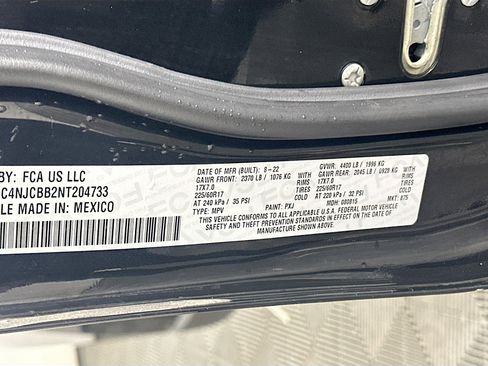 BY: FCA US LLC
C4NJCBB2NT204733
LE MADE IN: MEXICO
DATE OF MFR (BUILT): 8-22
GVWR: 4400 LB / 1996 KG
GAWR FRONT: 2370 LB / 1076 KG WITH
GAWR REAR: 2045 LB / 0928 KG WITH
17X7.0 RIMS
17X7.0 RIMS
225/60R17 TIRES
225/60R17 TIRES
AT 240 kPa / 35 PSI COLD
AT 220 kPa / 32 PSI COLD
TYPE: MPV PAINT: PXJ MDH: 080815 MKT: 875
THIS VEHICLE CONFORMS TO ALL APPLICABLE U.S.A. FEDERAL MOTOR VEHICLE
SAFETY AND THEFT PREVENTION STANDARDS IN EFFECT ON THE DATE OF
MANUFACTURE SHOWN ABOVE.